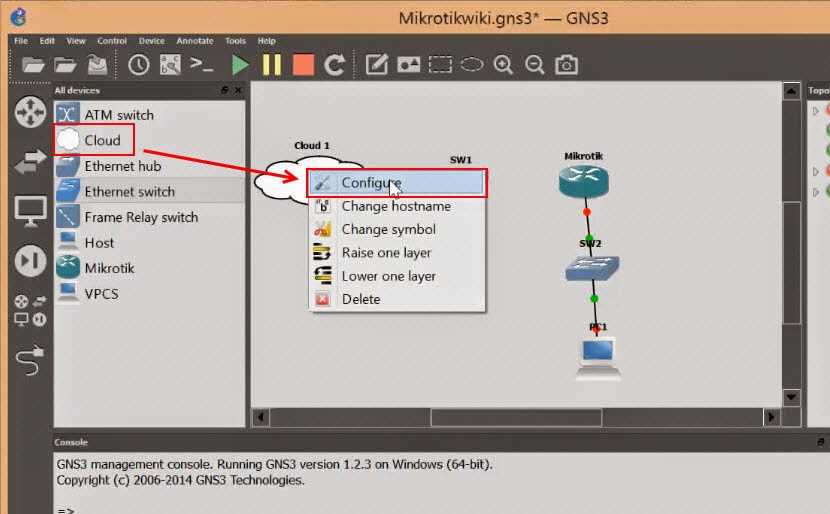 Mikrotikwiki.gns3* — GNS3
File Edit View Control Device Annotate Tools Help
All devices
ATM switch
Cloud
Ethernet hub
Ethernet switch
Frame Relay switch
Host
Mikrotik
VPCS
Cloud 1
SW1
Configure
Change hostname
Change symbol
Raise one layer
Lower one layer
Delete
Mikrotik
SW2
PC1
Topo
Console
GNS3 management console. Running GNS3 version 1.2.3 on Windows (64-bit).
Copyright (c) 2006-2014 GNS3 Technologies.
=>